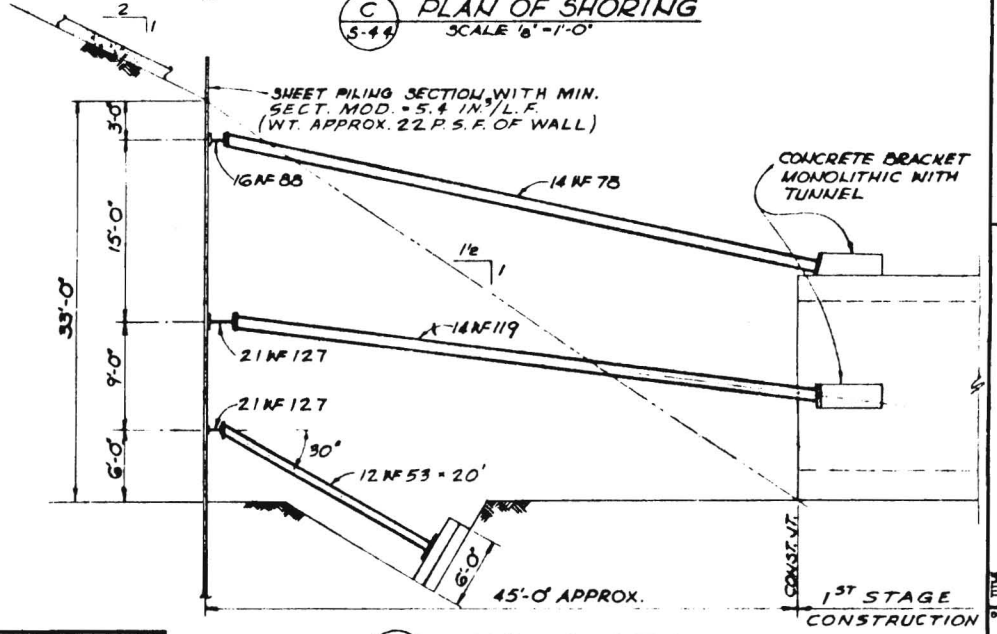 C PLAN OF SHORING
S-44 SCALE ⅛"=1'-0"
2
1
SHEET PILING SECTION WITH MIN.
SECT. MOD. = 5.4 IN.³/L.F.
(WT. APPROX. 22 P.S.F. OF WALL)
3'-0"
16 WF 88
14 WF 78
CONCRETE BRACKET
MONOLITHIC WITH
TUNNEL
15'-0"
1½
1
33'-0"
14 WF 119
21 WF 127
9'-0"
21 WF 127
30°
6'-0"
12 WF 53 × 20'
6'-0"
CONST. JT.
45'-0" APPROX.
1ST STAGE
CONSTRUCTION